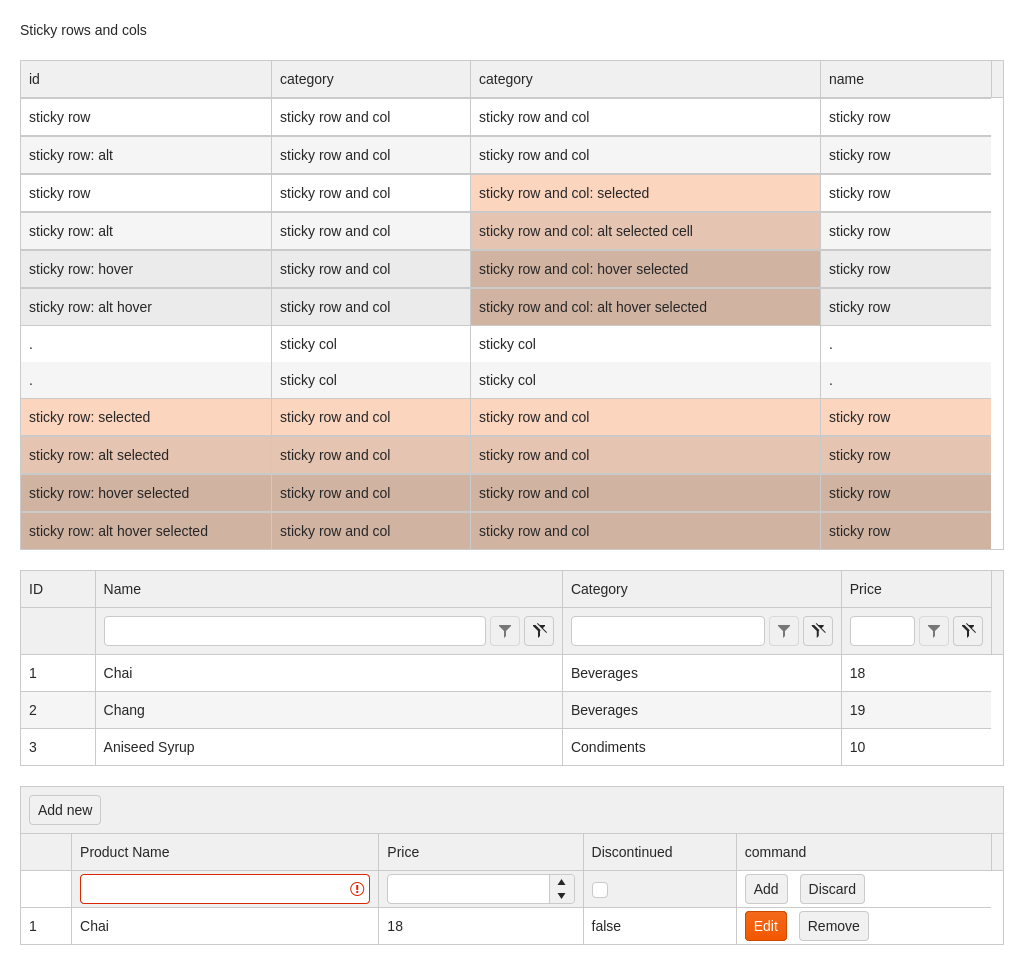 Sticky rows and cols
id category category name
sticky row sticky row and col sticky row and col sticky row
sticky row: alt sticky row and col sticky row and col sticky row
sticky row sticky row and col sticky row and col: selected sticky row
sticky row: alt sticky row and col sticky row and col: alt selected cell sticky row
sticky row: hover sticky row and col sticky row and col: hover selected sticky row
sticky row: alt hover sticky row and col sticky row and col: alt hover selected sticky row
. sticky col sticky col .
. sticky col sticky col .
sticky row: selected sticky row and col sticky row and col sticky row
sticky row: alt selected sticky row and col sticky row and col sticky row
sticky row: hover selected sticky row and col sticky row and col sticky row
sticky row: alt hover selected sticky row and col sticky row and col sticky row
ID Name Category Price
1 Chai Beverages 18
2 Chang Beverages 19
3 Aniseed Syrup Condiments 10
Add new
Product Name Price Discontinued command
Add Discard
1 Chai 18 false Edit Remove